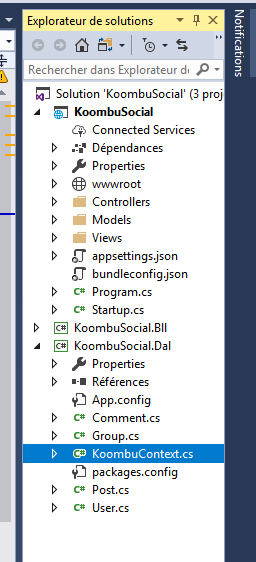 Explorateur de solutions
Rechercher dans Explorateur de
Solution 'KoombuSocial' (3 proj
KoombuSocial
Connected Services
Dépendances
Properties
wwwroot
Controllers
Models
Views
appsettings.json
bundleconfig.json
C# Program.cs
C# Startup.cs
C# KoombuSocial.Bll
C# KoombuSocial.Dal
Properties
Références
App.config
C# Comment.cs
C# Group.cs
C# KoombuContext.cs
packages.config
C# Post.cs
C# User.cs
Notifications